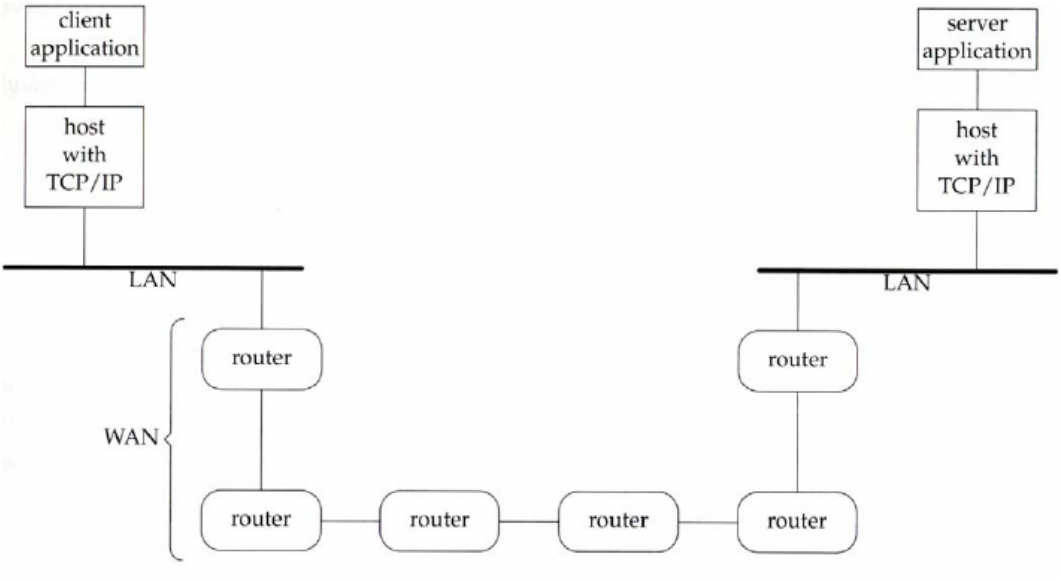 client
application
server
application
host
with
TCP/IP
host
with
TCP/IP
LAN
LAN
router
router
WAN
router
router
router
router